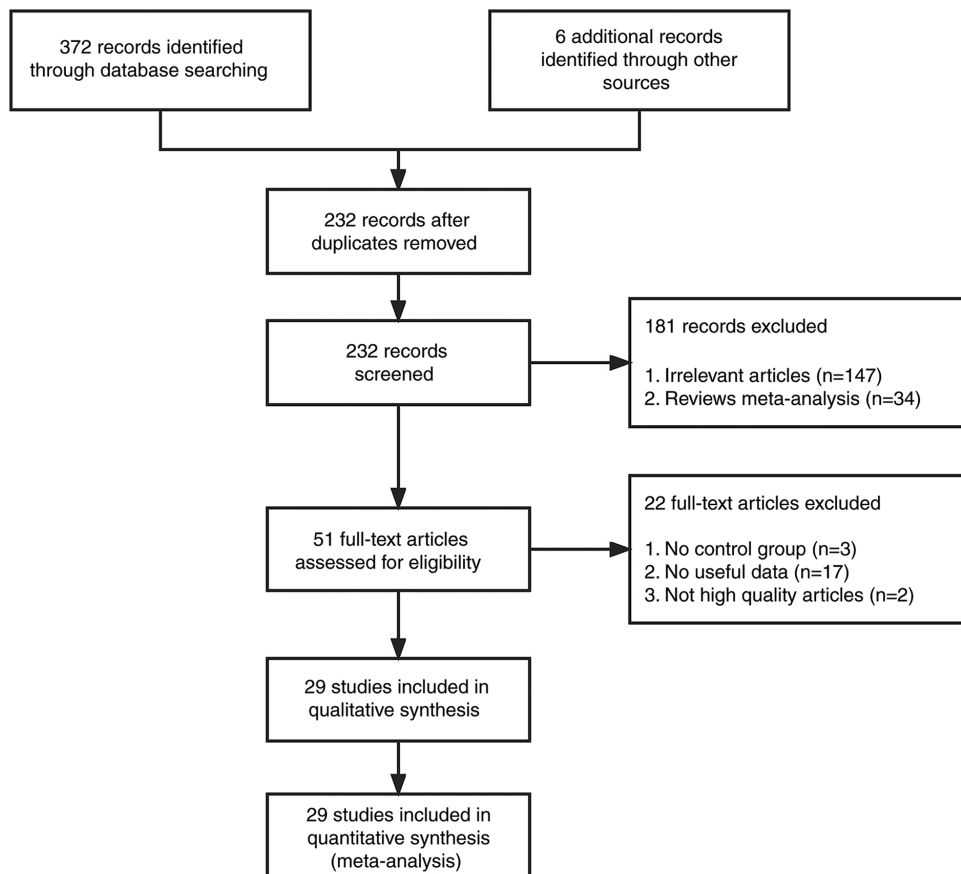 372 records identified
through database searching
6 additional records
identified through other
sources
232 records after
duplicates removed
232 records
screened
181 records excluded
1. Irrelevant articles (n=147)
2. Reviews meta-analysis (n=34)
51 full-text articles
assessed for eligibility
22 full-text articles excluded
1. No control group (n=3)
2. No useful data (n=17)
3. Not high quality articles (n=2)
29 studies included in
qualitative synthesis
29 studies included in
quantitative synthesis
(meta-analysis)